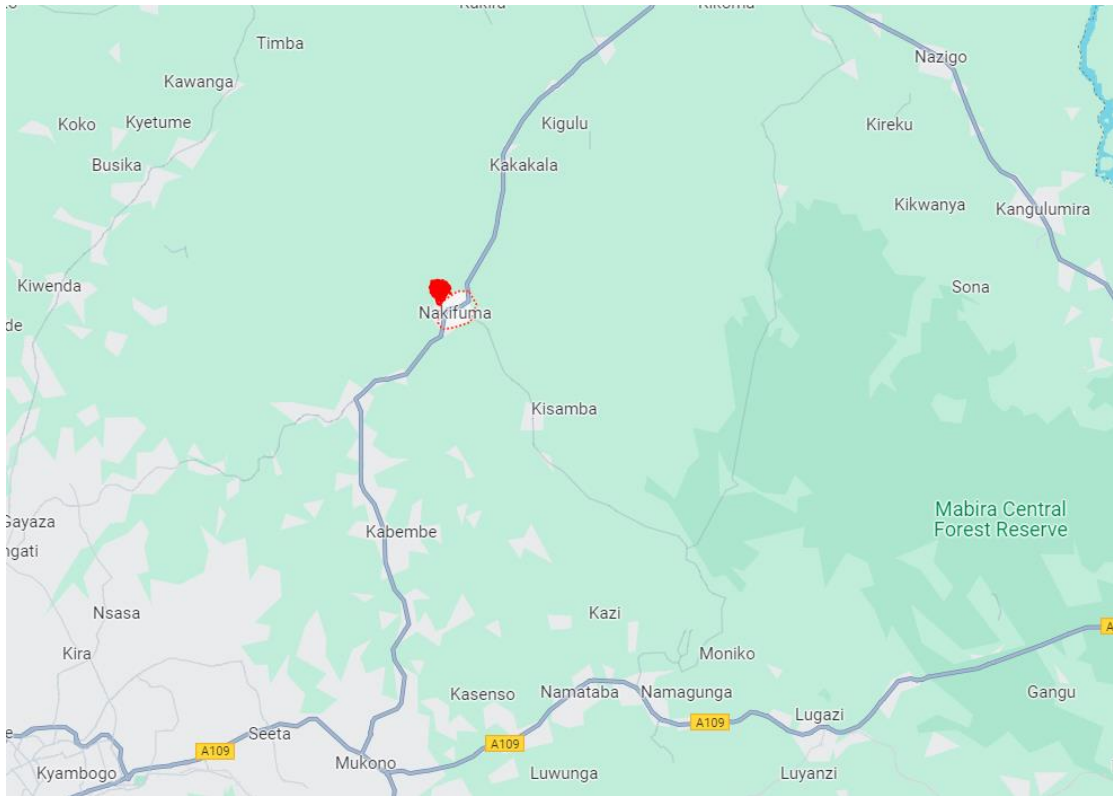 Kikoma
Timba
Nazigo
Kawanga
Koko
Kyetume
Kigulu
Kireku
Busika
Kakakala
Kikwanya
Kangulumira
Kiwenda
Sona
Nakifuma
de
Kisamba
Mabira Central
Forest Reserve
Gayaza
ngati
Kabembe
Nsasa
Kazi
Kira
Moniko
Kasenso
Namataba
Namagunga
Gangu
Lugazi
A109
Seeta
A109
A109
Mukono
Kyambogo
Luwunga
Luyanzi